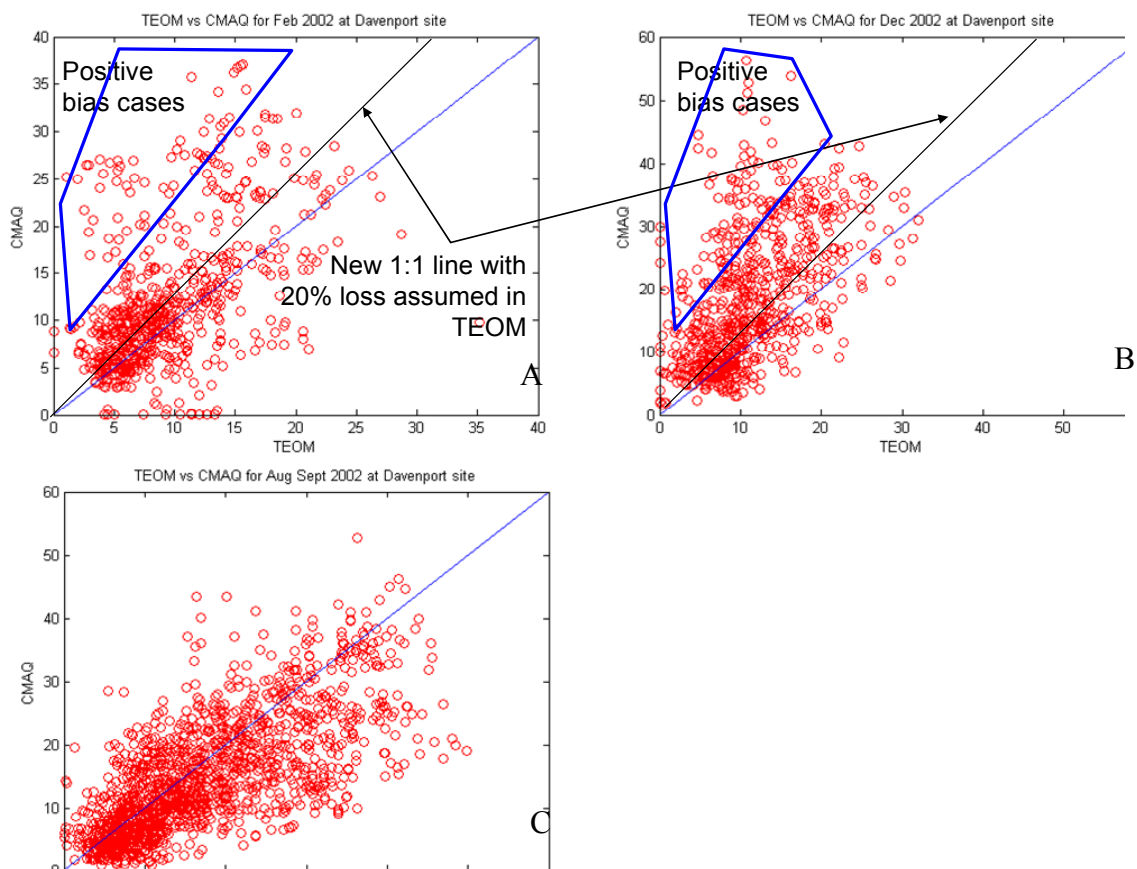 TEOM vs CMAQ for Feb 2002 at Davenport site
40
35
30
25
20
15
10
5
0
CMAQ
Positive
bias cases
New 1:1 line with
20% loss assumed in
TEOM
A
0 5 10 15 20 25 30 35 40
TEOM
TEOM vs CMAQ for Dec 2002 at Davenport site
60
50
40
30
20
10
0
CMAQ
Positive
bias cases
B
0 10 20 30 40 50
TEOM
TEOM vs CMAQ for Aug Sept 2002 at Davenport site
60
50
40
30
20
10
0
CMAQ
C